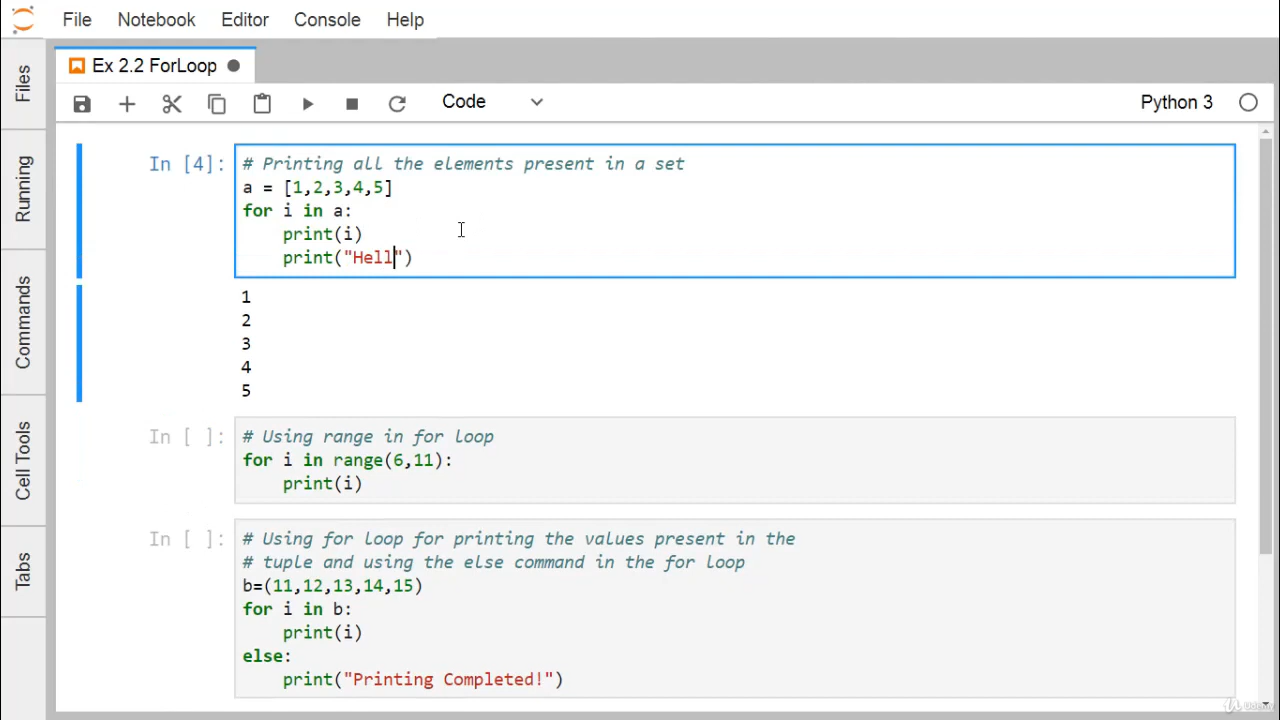 File Notebook Editor Console Help
Ex 2.2 ForLoop
Code
Python 3
Files
Running
Commands
Cell Tools
Tabs
In [4]:
# Printing all the elements present in a set
a = [1,2,3,4,5]
for i in a:
    print(i)
    print("Hell")
1
2
3
4
5
In [ ]:
# Using range in for loop
for i in range(6,11):
    print(i)
In [ ]:
# Using for loop for printing the values present in the
# tuple and using the else command in the for loop
b=(11,12,13,14,15)
for i in b:
    print(i)
else:
    print("Printing Completed!")
Udemy